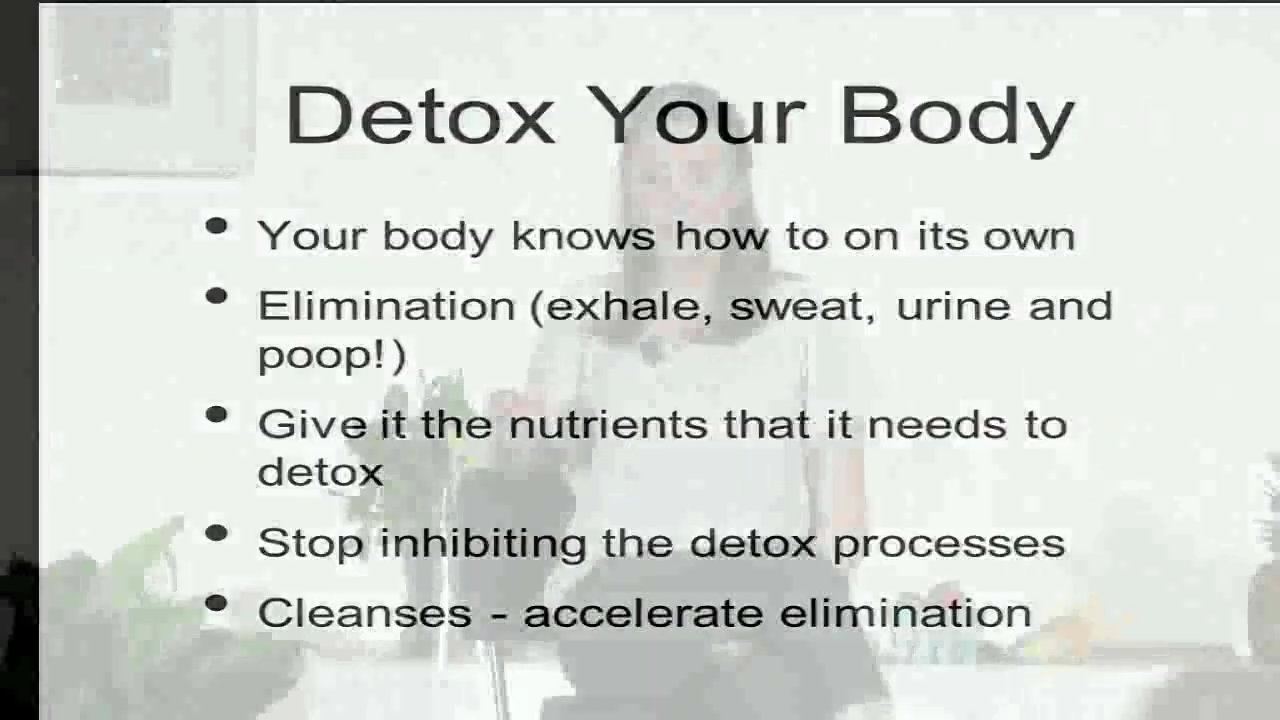 Detox Your Body
• Your body knows how to on its own
• Elimination (exhale, sweat, urine and
poop!)
• Give it the nutrients that it needs to
detox
• Stop inhibiting the detox processes
• Cleanses - accelerate elimination